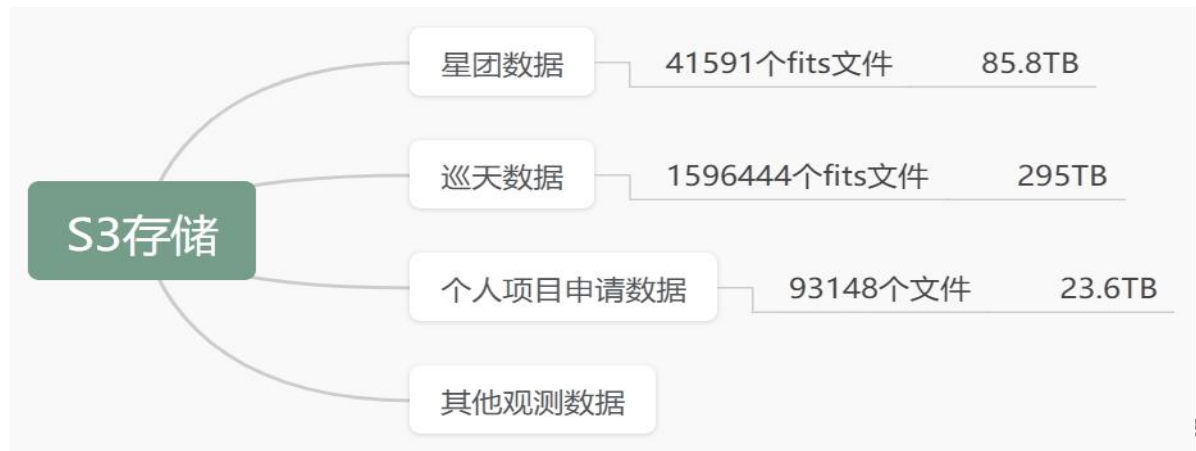 星团数据 41591个fits文件 85.8TB
巡天数据 1596444个fits文件 295TB
S3存储
个人项目申请数据 93148个文件 23.6TB
其他观测数据